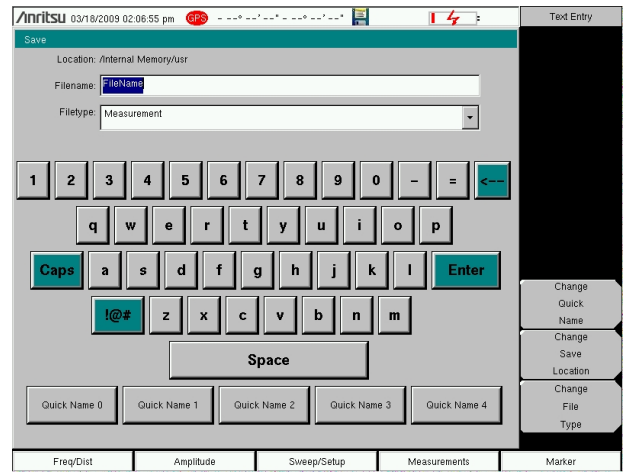 Anritsu 03/18/2009 02:06:55 pm GPS - --° --'--" - --° --'--"
Text Entry
Save
Location: /Internal Memory/usr
Filename: FileName
Filetype: Measurement
1 2 3 4 5 6 7 8 9 0 - = <--
q w e r t y u i o p
Caps a s d f g h j k l Enter
!@# z x c v b n m
Space
Quick Name 0 Quick Name 1 Quick Name 2 Quick Name 3 Quick Name 4
Change
Quick
Name
Change
Save
Location
Change
File
Type
Freq/Dist Amplitude Sweep/Setup Measurements Marker